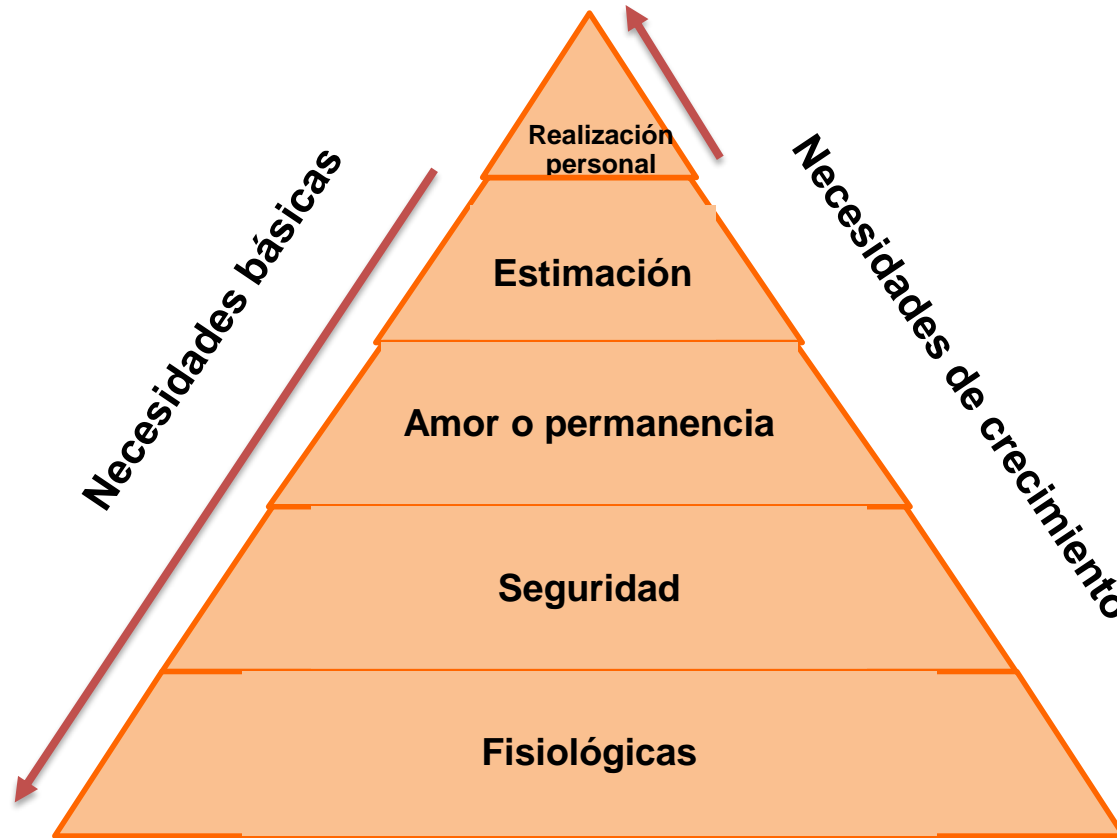 Realización
personal
Necesidades básicas
Necesidades de crecimiento
Estimación
Amor o permanencia
Seguridad
Fisiológicas